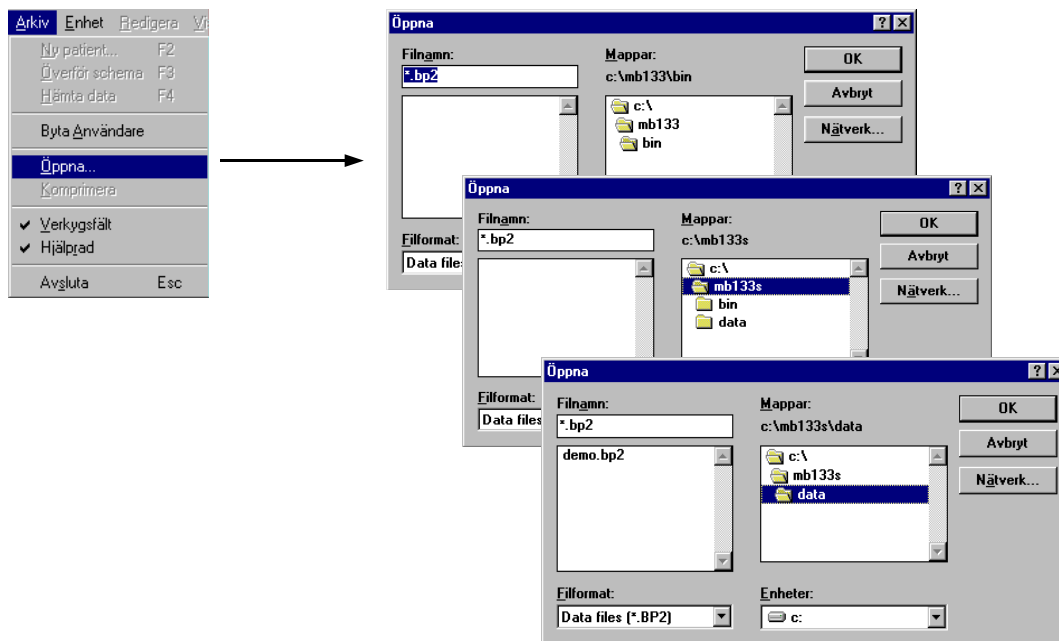 Arkiv Enhet Redigera
Ny patient... F2
Överför schema F3
Hämta data F4
Byta Användare
Öppna...
Komprimera
Verkygsfält
Hjälprad
Avsluta Esc
Öppna
Filnamn:
*.bp2
Filformat:
Data file
Mappar:
c:\mb133\bin
c:\
mb133
bin
OK
Avbryt
Nätverk...
Öppna
Filnamn:
*.bp2
Filformat:
Data files
Mappar:
c:\mb133s
c:\
mb133s
bin
data
OK
Avbryt
Nätverk...
Öppna
Filnamn:
*.bp2
demo.bp2
Filformat:
Data files (*.BP2)
Mappar:
c:\mb133s\data
c:\
mb133s
data
Enheter:
c:
OK
Avbryt
Nätverk...